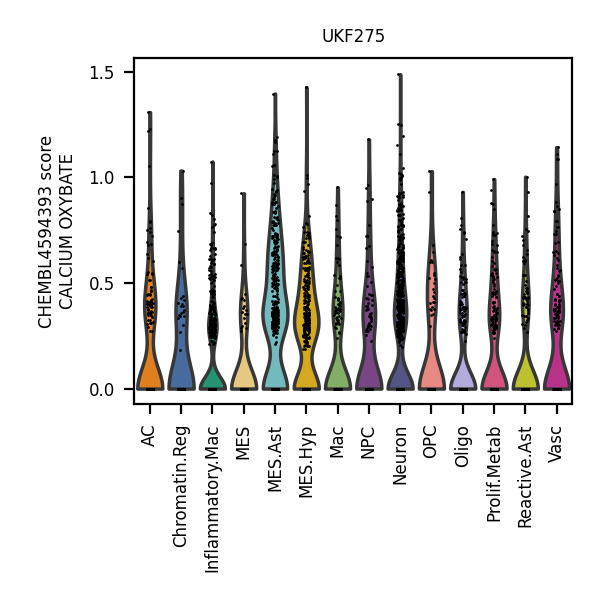 UKF275
CHEMBL4594393 score
CALCIUM OXYBATE
1.5
1.0
0.5
0.0
AC
Chromatin.Reg
Inflammatory.Mac
MES
MES.Ast
MES.Hyp
Mac
NPC
Neuron
OPC
Oligo
Prolif.Metab
Reactive.Ast
Vasc